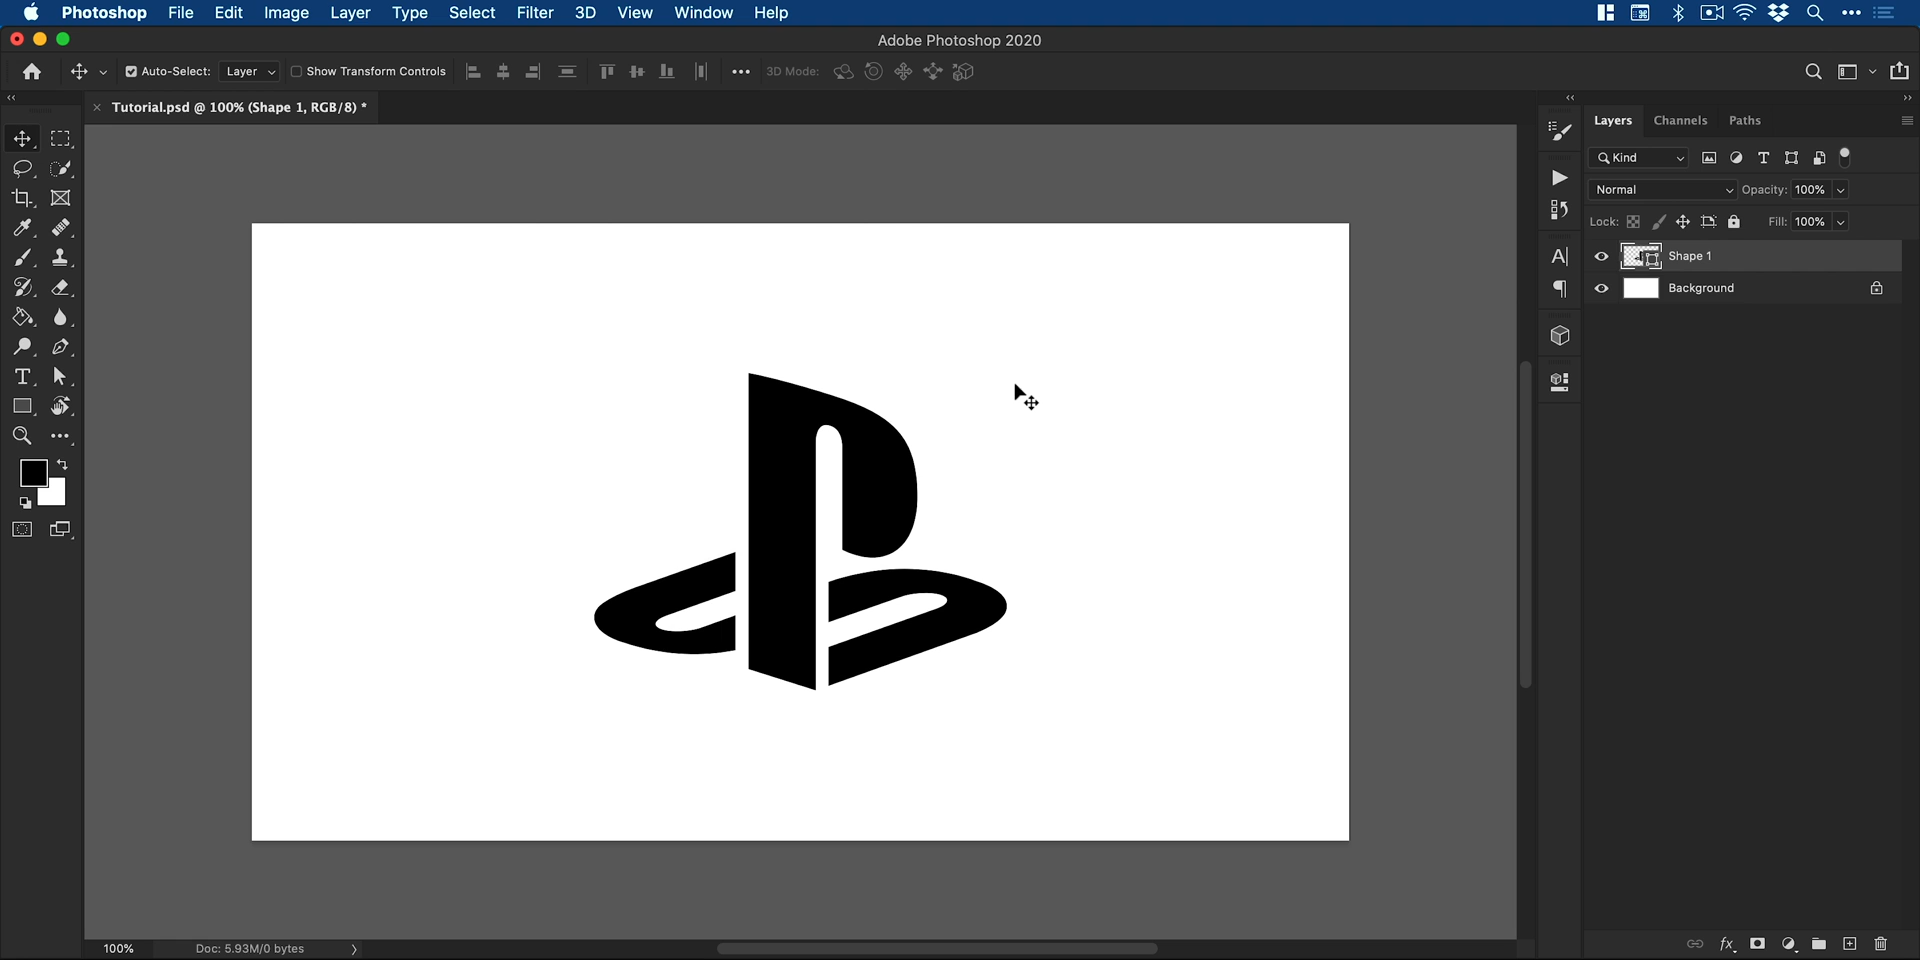 Photoshop File Edit Image Layer Type Select Filter 3D View Window Help
Adobe Photoshop 2020
Auto-Select: Layer Show Transform Controls 3D Mode:
Tutorial.psd @ 100% (Shape 1, RGB/8) *
Layers Channels Paths
Kind
Normal Opacity: 100%
Lock: Fill: 100%
Shape 1
Background
100% Doc: 5.93M/0 bytes